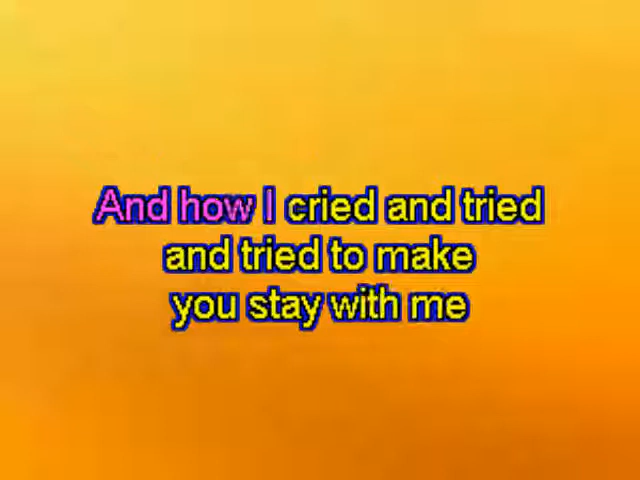 And how I cried and tried
and tried to make
you stay with me